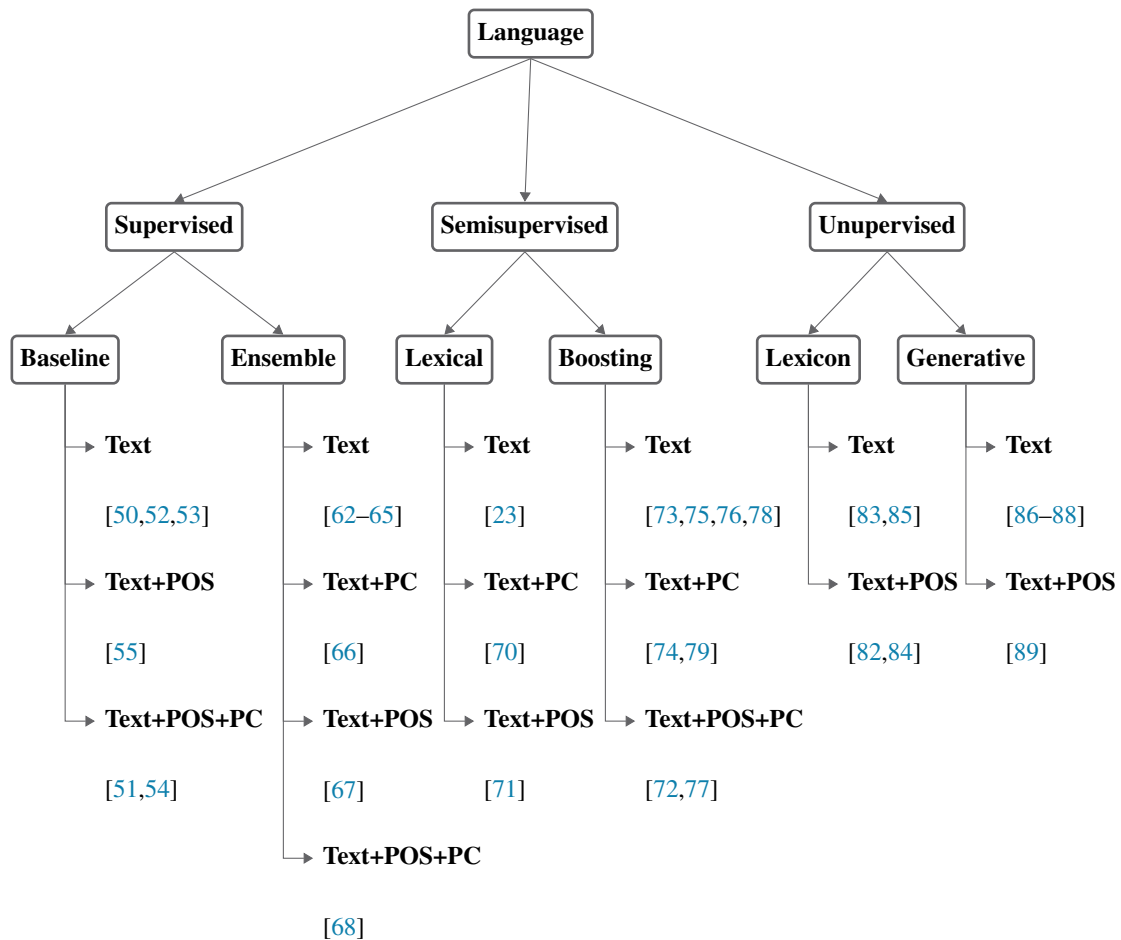 Language
Supervised Semisupervised Unupervised
Baseline Ensemble Lexical Boosting Lexicon Generative
Text Text Text Text Text Text
[50,52,53] [62–65] [23] [73,75,76,78] [83,85] [86–88]
Text+POS Text+PC Text+PC Text+PC Text+POS Text+POS
[55] [66] [70] [74,79] [82,84] [89]
Text+POS+PC Text+POS Text+POS Text+POS+PC
[51,54] [67] [71] [72,77]
Text+POS+PC
[68]